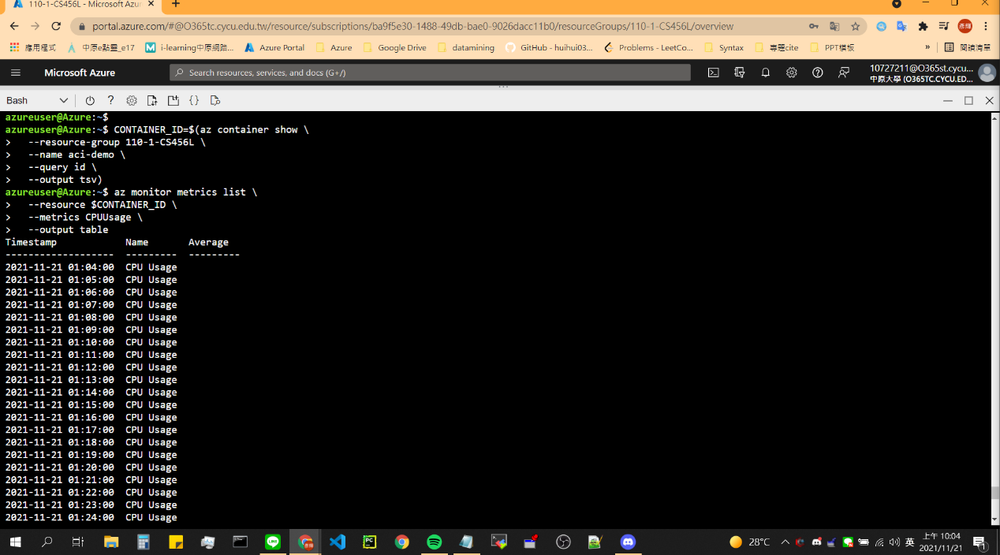 110-1-CS456L - Microsoft Azur
portal.azure.com/#@O365tc.cycu.edu.tw/resource/subscriptions/ba9f5e30-1488-49db-bae0-9026dacc11b0/resourceGroups/110-1-CS456L/overview
應用程式 中原e點靈_e17 i-learning中原網路... Azure Portal Azure Google Drive datamining GitHub - huihui03... Problems - LeetCo... Syntax 專題cite PPT模板 » 閱讀清單
Microsoft Azure
Search resources, services, and docs (G+/)
10727211@O365st.cycu...
中原大學 (O365TC.CYCU.ED...
Bash
azureuser@Azure:~$
azureuser@Azure:~$ CONTAINER_ID=$(az container show \
> --resource-group 110-1-CS456L \
> --name aci-demo \
> --query id \
> --output tsv)
azureuser@Azure:~$ az monitor metrics list \
> --resource $CONTAINER_ID \
> --metrics CPUUsage \
> --output table
Timestamp Name Average
------------------- --------- ---------
2021-11-21 01:04:00 CPU Usage
2021-11-21 01:05:00 CPU Usage
2021-11-21 01:06:00 CPU Usage
2021-11-21 01:07:00 CPU Usage
2021-11-21 01:08:00 CPU Usage
2021-11-21 01:09:00 CPU Usage
2021-11-21 01:10:00 CPU Usage
2021-11-21 01:11:00 CPU Usage
2021-11-21 01:12:00 CPU Usage
2021-11-21 01:13:00 CPU Usage
2021-11-21 01:14:00 CPU Usage
2021-11-21 01:15:00 CPU Usage
2021-11-21 01:16:00 CPU Usage
2021-11-21 01:17:00 CPU Usage
2021-11-21 01:18:00 CPU Usage
2021-11-21 01:19:00 CPU Usage
2021-11-21 01:20:00 CPU Usage
2021-11-21 01:21:00 CPU Usage
2021-11-21 01:22:00 CPU Usage
2021-11-21 01:23:00 CPU Usage
2021-11-21 01:24:00 CPU Usage
28°C 英 上午 10:04
2021/11/21
1